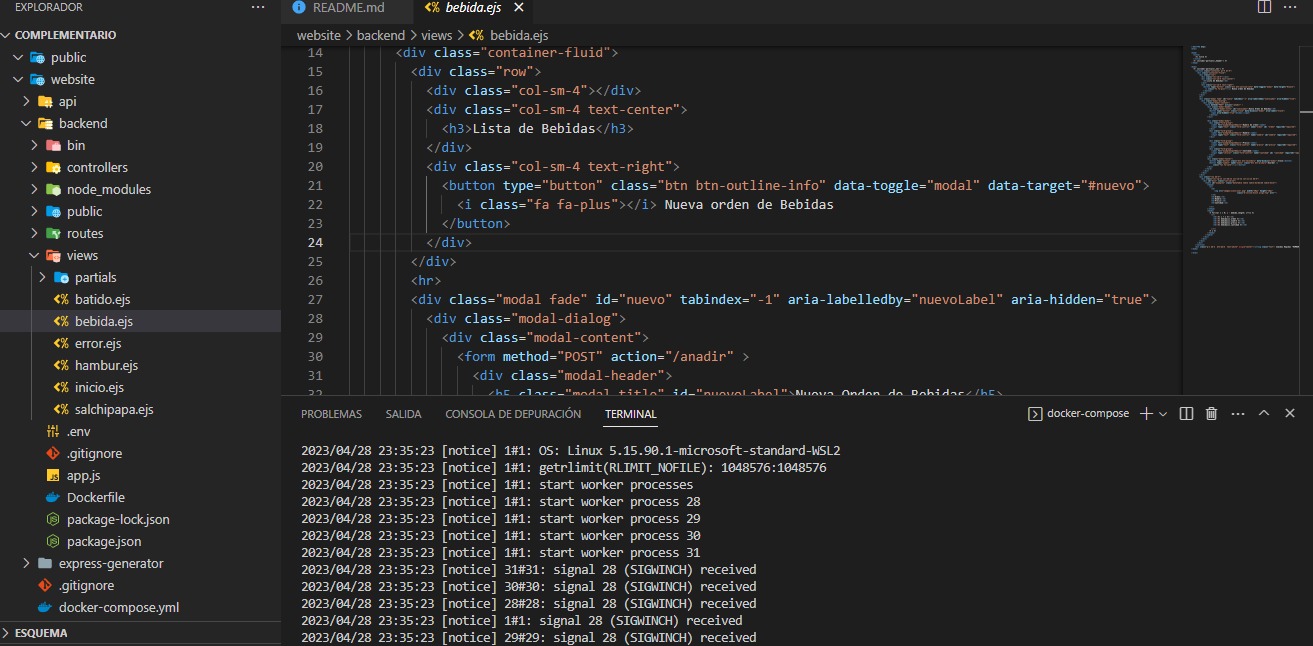 EXPLORADOR
COMPLEMENTARIO
public
website
api
backend
bin
controllers
node_modules
public
routes
views
partials
batido.ejs
bebida.ejs
error.ejs
hambur.ejs
inicio.ejs
salchipapa.ejs
.env
.gitignore
app.js
Dockerfile
package-lock.json
package.json
express-generator
.gitignore
docker-compose.yml
ESQUEMA
README.md
bebida.ejs
website > backend > views > bebida.ejs
14 <div class="container-fluid">
15 <div class="row">
16 <div class="col-sm-4"></div>
17 <div class="col-sm-4 text-center">
18 <h3>Lista de Bebidas</h3>
19 </div>
20 <div class="col-sm-4 text-right">
21 <button type="button" class="btn btn-outline-info" data-toggle="modal" data-target="#nuevo">
22 <i class="fa fa-plus"></i> Nueva orden de Bebidas
23 </button>
24 </div>
25 </div>
26 <hr>
27 <div class="modal fade" id="nuevo" tabindex="-1" aria-labelledby="nuevoLabel" aria-hidden="true">
28 <div class="modal-dialog">
29 <div class="modal-content">
30 <form method="POST" action="/anadir" >
31 <div class="modal-header">
32 <h5 class="modal-title" id="nuevoLabel">Nueva Orden de Bebidas</h5>
PROBLEMAS SALIDA CONSOLA DE DEPURACIÓN TERMINAL docker-compose
2023/04/28 23:35:23 [notice] 1#1: OS: Linux 5.15.90.1-microsoft-standard-WSL2
2023/04/28 23:35:23 [notice] 1#1: getrlimit(RLIMIT_NOFILE): 1048576:1048576
2023/04/28 23:35:23 [notice] 1#1: start worker processes
2023/04/28 23:35:23 [notice] 1#1: start worker process 28
2023/04/28 23:35:23 [notice] 1#1: start worker process 29
2023/04/28 23:35:23 [notice] 1#1: start worker process 30
2023/04/28 23:35:23 [notice] 1#1: start worker process 31
2023/04/28 23:35:23 [notice] 31#31: signal 28 (SIGWINCH) received
2023/04/28 23:35:23 [notice] 30#30: signal 28 (SIGWINCH) received
2023/04/28 23:35:23 [notice] 28#28: signal 28 (SIGWINCH) received
2023/04/28 23:35:23 [notice] 1#1: signal 28 (SIGWINCH) received
2023/04/28 23:35:23 [notice] 29#29: signal 28 (SIGWINCH) received